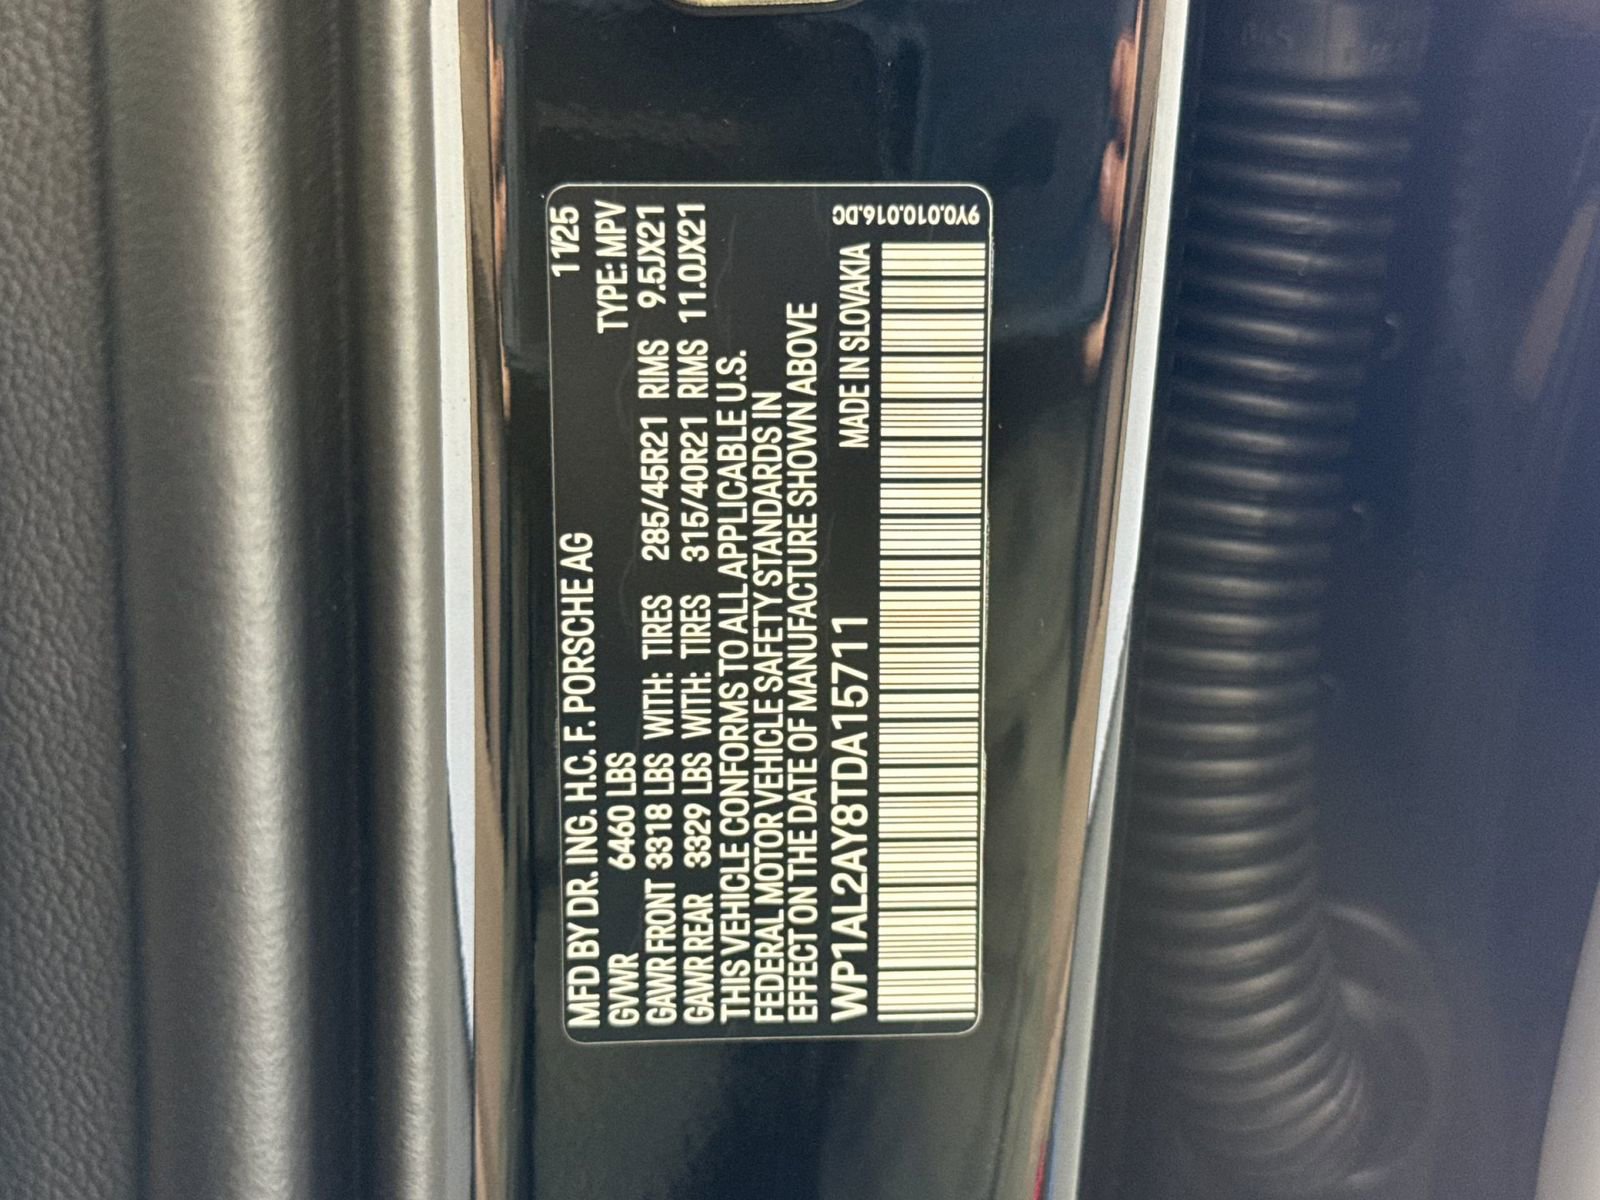 MFD BY DR. ING. H.C. F. PORSCHE AG 11/25
GVWR 6460 LBS TYPE: MPV
GAWR FRONT 3318 LBS WITH: TIRES 285/45R21 RIMS 9.5JX21
GAWR REAR 3329 LBS WITH: TIRES 315/40R21 RIMS 11.0JX21
THIS VEHICLE CONFORMS TO ALL APPLICABLE U.S.
FEDERAL MOTOR VEHICLE SAFETY STANDARDS IN
EFFECT ON THE DATE OF MANUFACTURE SHOWN ABOVE
WP1AL2AY8TDA15711 MADE IN SLOVAKIA
9Y0.010.016.DC